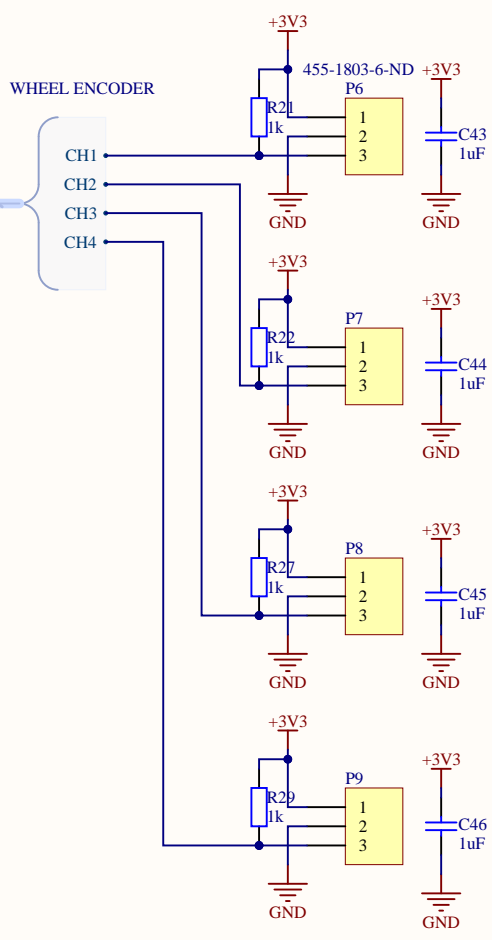 +3V3
455-1803-6-ND
+3V3
WHEEL ENCODER
P6
R21
1k
1
2
3
C43
1uF
CH1
CH2
CH3
CH4
GND
GND
+3V3
+3V3
P7
R22
1k
1
2
3
C44
1uF
GND
GND
+3V3
+3V3
P8
R27
1k
1
2
3
C45
1uF
GND
GND
+3V3
+3V3
P9
R29
1k
1
2
3
C46
1uF
GND
GND